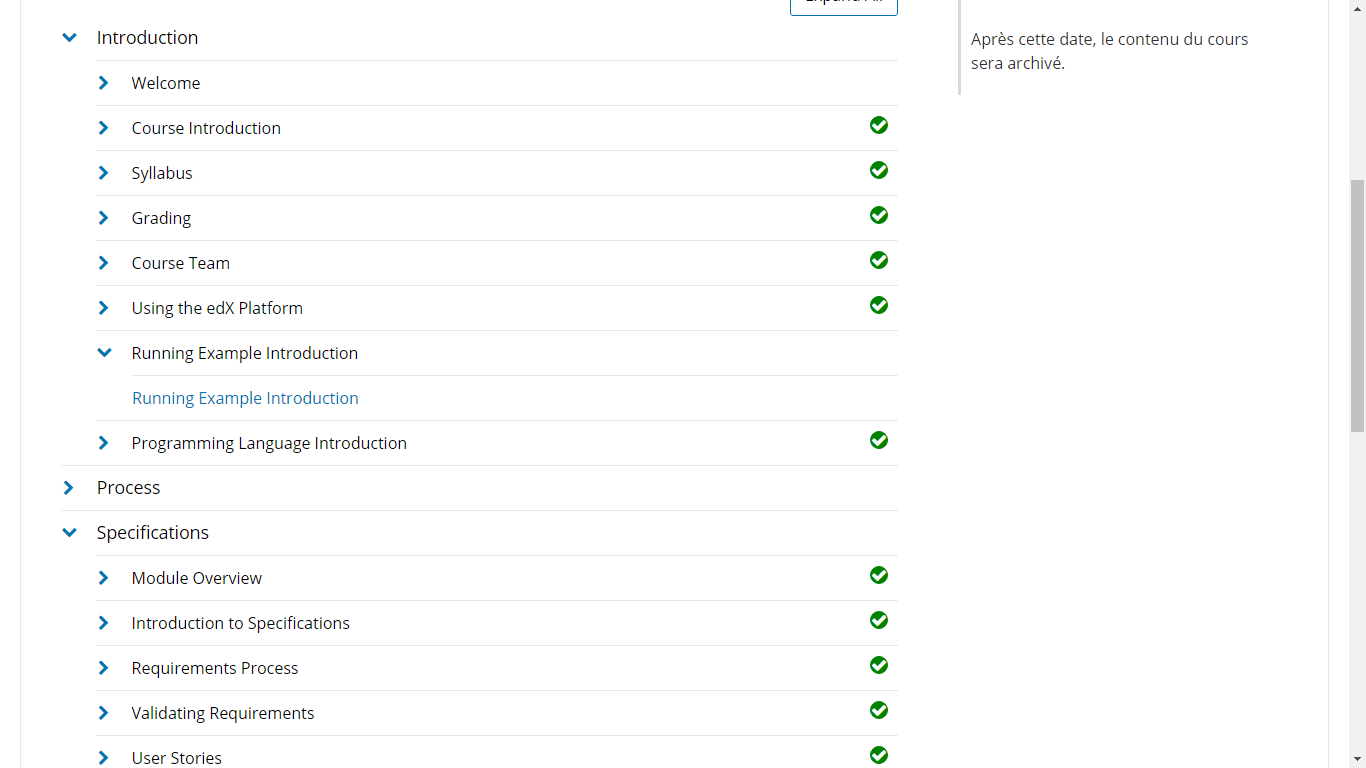 Introduction
Après cette date, le contenu du cours
sera archivé.
Welcome
Course Introduction
Syllabus
Grading
Course Team
Using the edX Platform
Running Example Introduction
Running Example Introduction
Programming Language Introduction
Process
Specifications
Module Overview
Introduction to Specifications
Requirements Process
Validating Requirements
User Stories